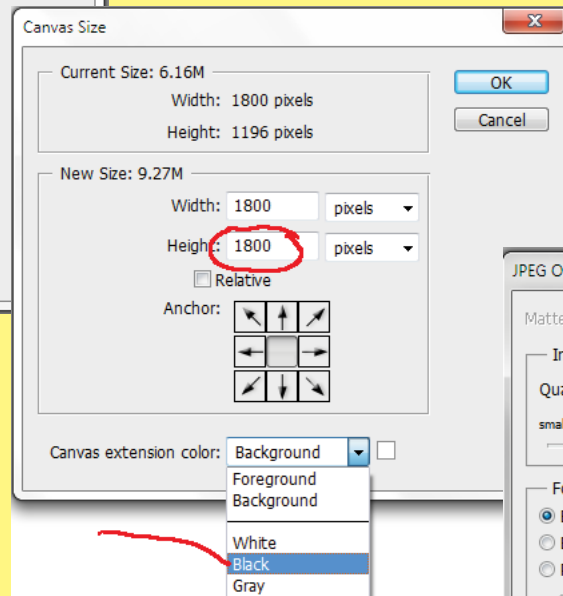 Canvas Size
Current Size: 6.16M
Width: 1800 pixels
Height: 1196 pixels
OK
Cancel
New Size: 9.27M
Width: 1800 pixels
Height: 1800 pixels
Relative
Anchor:
Canvas extension color: Background
Foreground
Background
White
Black
Gray
JPEG O
Matte
Qua
smal